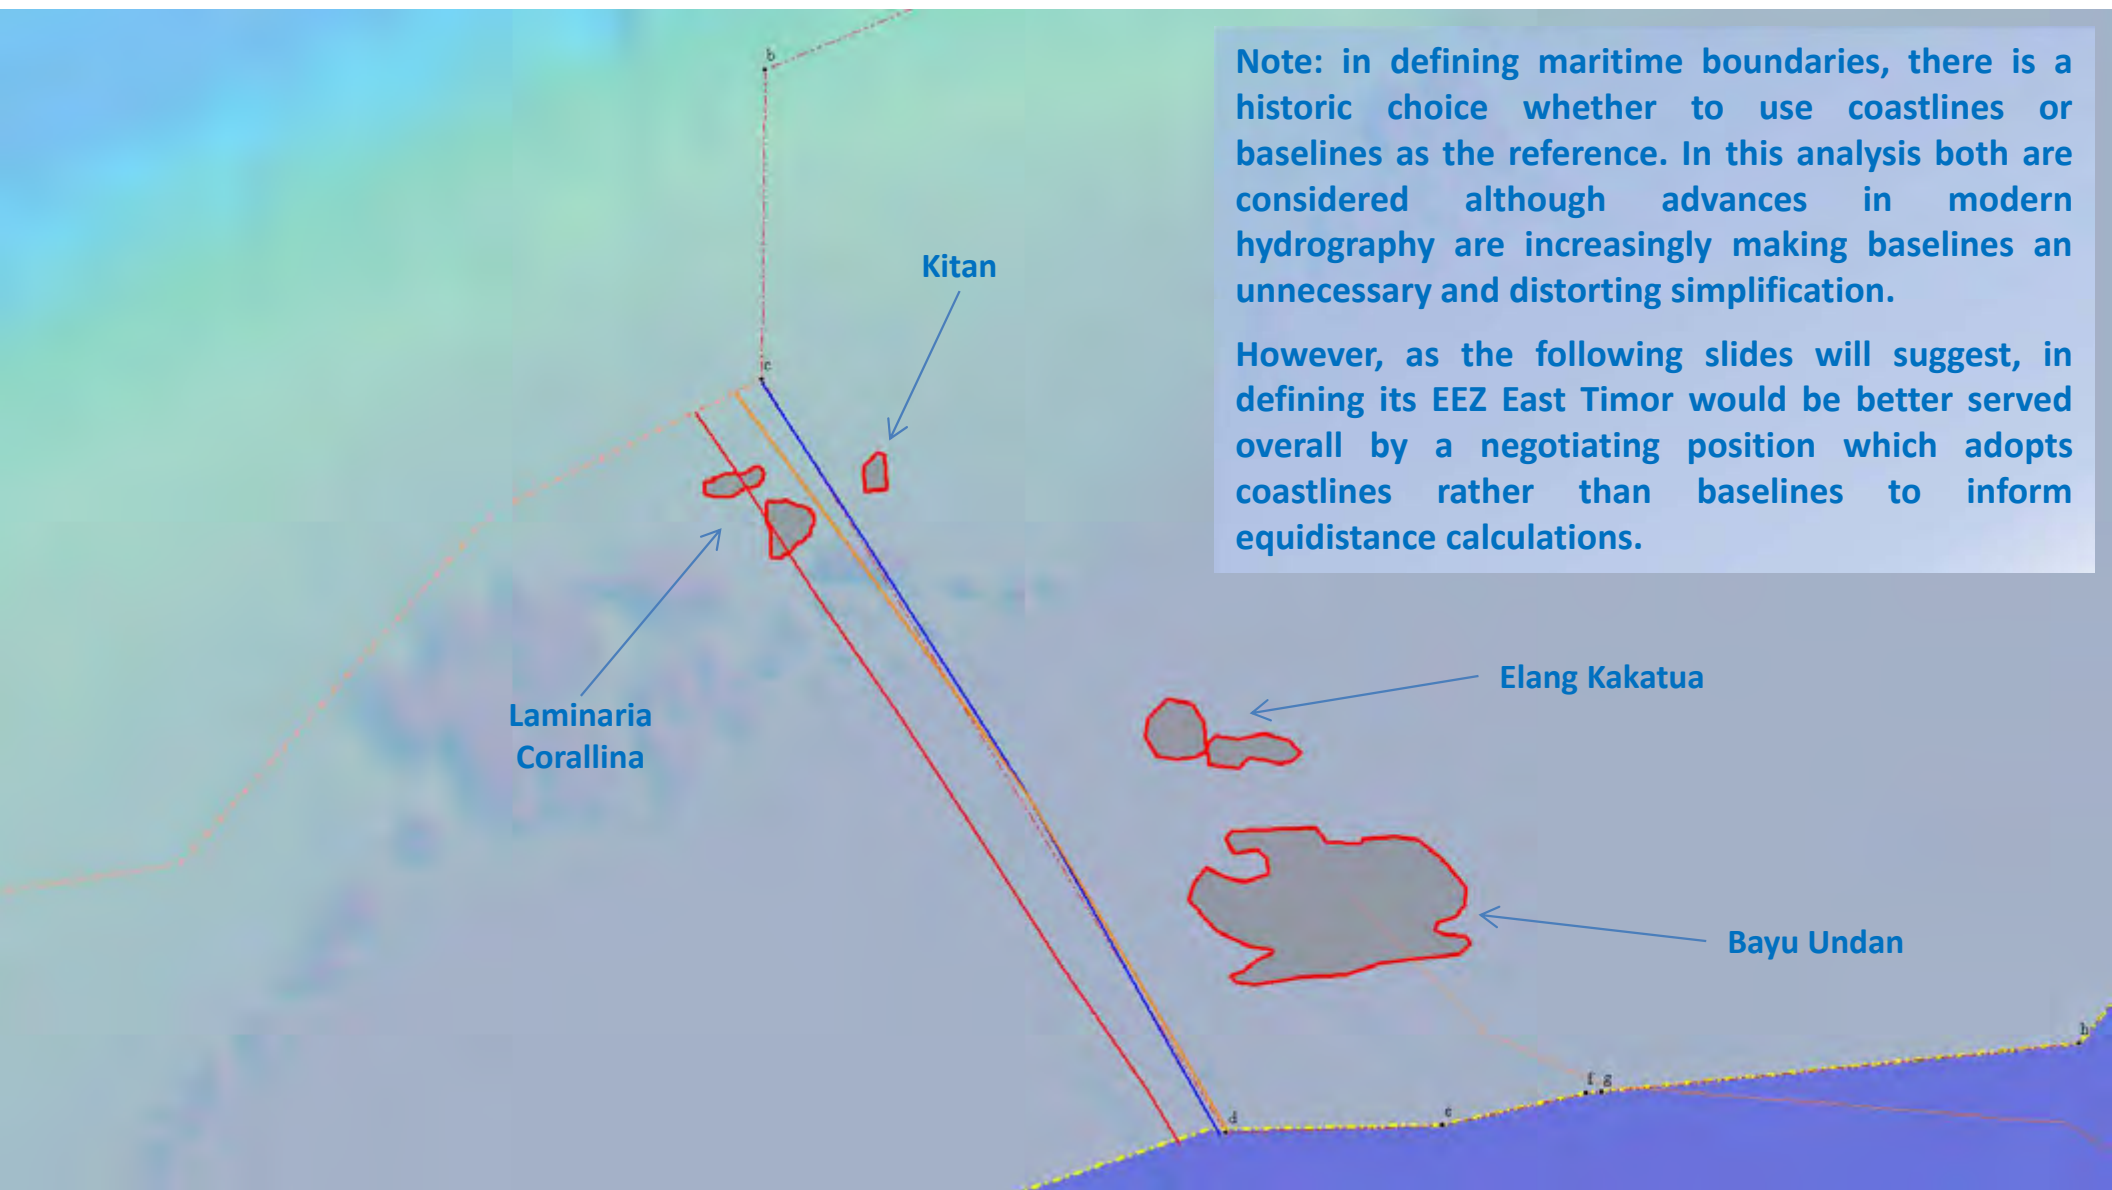 b
Note: in defining maritime boundaries, there is a
historic choice whether to use coastlines or
baselines as the reference. In this analysis both are
considered although advances in modern
hydrography are increasingly making baselines an
unnecessary and distorting simplification.
However, as the following slides will suggest, in
defining its EEZ East Timor would be better served
overall by a negotiating position which adopts
coastlines rather than baselines to inform
equidistance calculations.
Kitan
c
Elang Kakatua
Laminaria
Corallina
Bayu Undan
h
f g
e
d